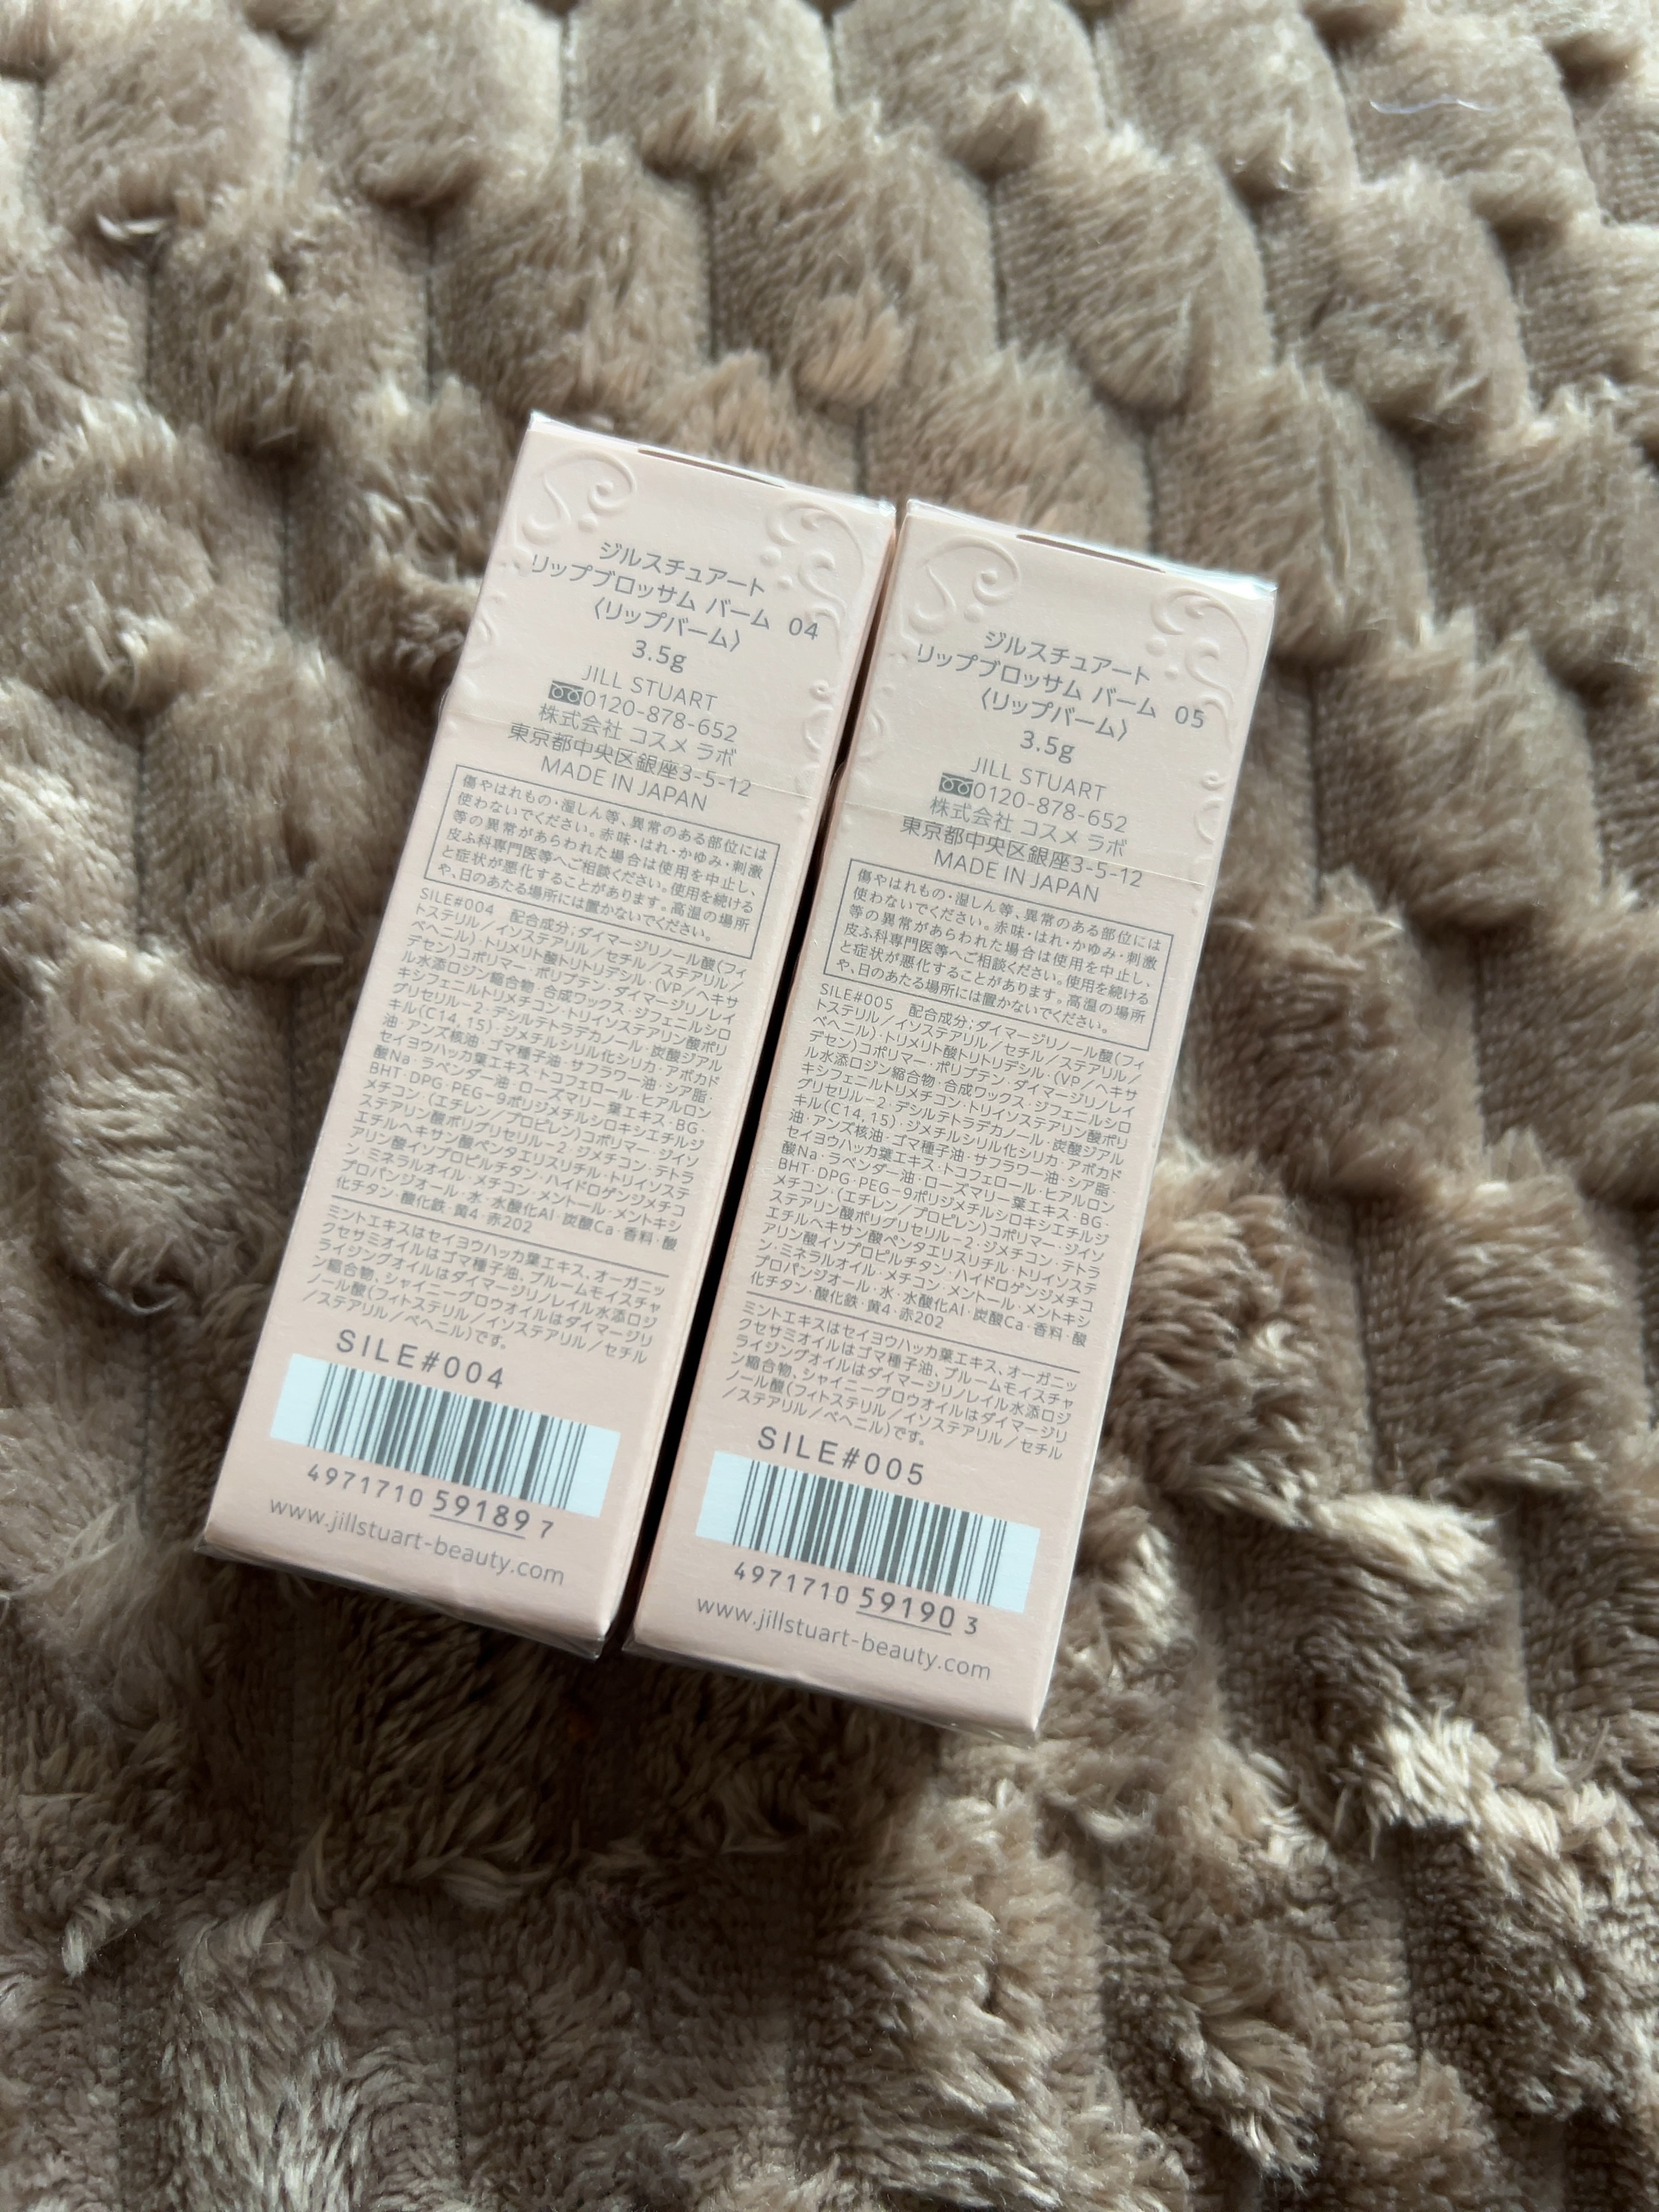 ジルスチュアート
リップブロッサム バーム 04
〈リップバーム〉
3.5g
JILL STUART
0120-878-652
株式会社 コスメ ラボ
東京都中央区銀座3-5-12
MADE IN JAPAN
傷やはれもの・湿しん等、異常のある部位には
使わないでください。赤味・はれ・かゆみ・刺激
等の異常があらわれた場合は使用を中止し、
皮ふ科専門医等へご相談ください。使用を続ける
と症状が悪化することがあります。高温の場所
や、日のあたる場所には置かないでください。
SILE#004 配合成分:ダイマージリノール酸(フィ
トステリル/イソステアリル/セチル/ステアリル/
ベヘニル)・トリメリト酸トリトリデシル・(VP/ヘキサ
デセン)コポリマー・ポリブテン・ダイマージリノレイ
ル水添ロジン縮合物・合成ワックス・ジフェニルシロ
キシフェニルトリメチコン・トリイソステアリン酸ポリ
グリセリル-2・デシルテトラデカノール・炭酸ジアル
キル(C14,15)・ジメチルシリル化シリカ・アボカド
油・アンズ核油・ゴマ種子油・サフラワー油・シア脂・
セイヨウハッカ葉エキス・トコフェロール・ヒアルロン
酸Na・ラベンダー油・ローズマリー葉エキス・BG・
BHT・DPG・PEG-9ポリジメチルシロキシエチルジ
メチコン・(エチレン/プロピレン)コポリマー・ジイソ
ステアリン酸ポリグリセリル-2・ジメチコン・テトラ
エチルヘキサン酸ペンタエリスリチル・トリイソステ
アリン酸イソプロピルチタン・ハイドロゲンジメチコ
ン・ミネラルオイル・メチコン・メントール・メントキシ
プロパンジオール・水・水酸化Al・炭酸Ca・香料・酸
化チタン・酸化鉄・黄4・赤202
ミントエキスはセイヨウハッカ葉エキス、オーガニッ
クセサミオイルはゴマ種子油、ブルームモイスチャ
ライジングオイルはダイマージリノレイル水添ロジ
ン縮合物、シャイニーグロウオイルはダイマージリ
ノール酸(フィトステリル/イソステアリル/セチル
/ステアリル/ベヘニル)です。
SILE#004
4971710 591897
www.jillstuart-beauty.com
ジルスチュアート
リップブロッサム バーム 05
〈リップバーム〉
3.5g
JILL STUART
0120-878-652
株式会社 コスメ ラボ
東京都中央区銀座3-5-12
MADE IN JAPAN
傷やはれもの・湿しん等、異常のある部位には
使わないでください。赤味・はれ・かゆみ・刺激
等の異常があらわれた場合は使用を中止し、
皮ふ科専門医等へご相談ください。使用を続ける
と症状が悪化することがあります。高温の場所
や、日のあたる場所には置かないでください。
SILE#005 配合成分:ダイマージリノール酸(フィ
トステリル/イソステアリル/セチル/ステアリル/
ベヘニル)・トリメリト酸トリトリデシル・(VP/ヘキサ
デセン)コポリマー・ポリブテン・ダイマージリノレイ
ル水添ロジン縮合物・合成ワックス・ジフェニルシロ
キシフェニルトリメチコン・トリイソステアリン酸ポリ
グリセリル-2・デシルテトラデカノール・炭酸ジアル
キル(C14,15)・ジメチルシリル化シリカ・アボカド
油・アンズ核油・ゴマ種子油・サフラワー油・シア脂・
セイヨウハッカ葉エキス・トコフェロール・ヒアルロン
酸Na・ラベンダー油・ローズマリー葉エキス・BG・
BHT・DPG・PEG-9ポリジメチルシロキシエチルジ
メチコン・(エチレン/プロピレン)コポリマー・ジイソ
ステアリン酸ポリグリセリル-2・ジメチコン・テトラ
エチルヘキサン酸ペンタエリスリチル・トリイソステ
アリン酸イソプロピルチタン・ハイドロゲンジメチコ
ン・ミネラルオイル・メチコン・メントール・メントキシ
プロパンジオール・水・水酸化Al・炭酸Ca・香料・酸
化チタン・酸化鉄・黄4・赤202
ミントエキスはセイヨウハッカ葉エキス、オーガニッ
クセサミオイルはゴマ種子油、ブルームモイスチャ
ライジングオイルはダイマージリノレイル水添ロジ
ン縮合物、シャイニーグロウオイルはダイマージリ
ノール酸(フィトステリル/イソステアリル/セチル
/ステアリル/ベヘニル)です。
SILE#005
4971710 591903
www.jillstuart-beauty.com